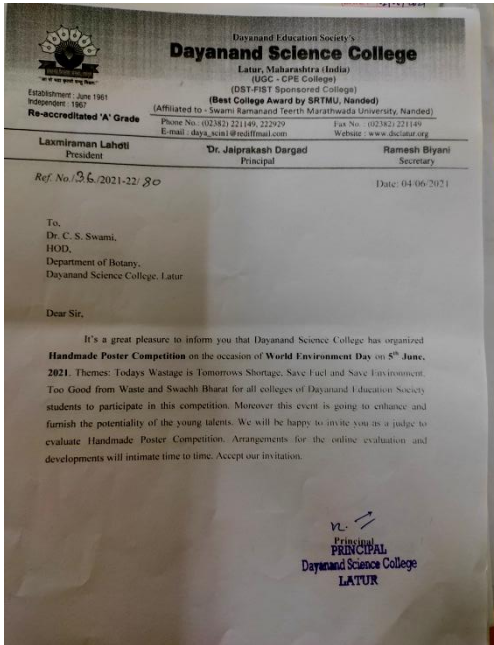 Dayanand Education Society's
Dayanand Science College
Latur, Maharashtra (India)
(UGC - CPE College)
(DST-FIST Sponsored College)
(Best College Award by SRTMU, Nanded)
(Affiliated to - Swami Ramanand Teerth Marathwada University, Nanded)
Establishment : June 1961
Independent : 1967
Re-accredited 'A' Grade
Phone No.: (02382) 221149, 222929 Fax No. : (02382) 221149
E-mail : daya_scin1@rediffmail.com Website : www.dsclatur.org
Laxmiraman Lahoti
President
Dr. Jaiprakash Dargad
Principal
Ramesh Biyani
Secretary
Ref. No./36/2021-22/80
Date: 04/06/2021
To,
Dr. C. S. Swami,
HOD,
Department of Botany,
Dayanand Science College, Latur
Dear Sir,
It's a great pleasure to inform you that Dayanand Science College has organized
Handmade Poster Competition on the occasion of World Environment Day on 5th June,
2021. Themes: Todays Wastage is Tomorrows Shortage, Save Fuel and Save Environment,
Too Good from Waste and Swachh Bharat for all colleges of Dayanand Education Society
students to participate in this competition. Moreover this event is going to enhance and
furnish the potentiality of the young talents. We will be happy to invite you as a judge to
evaluate Handmade Poster Competition. Arrangements for the online evaluation and
developments will intimate time to time. Accept our invitation.
Principal
PRINCIPAL
Dayanand Science College
LATUR